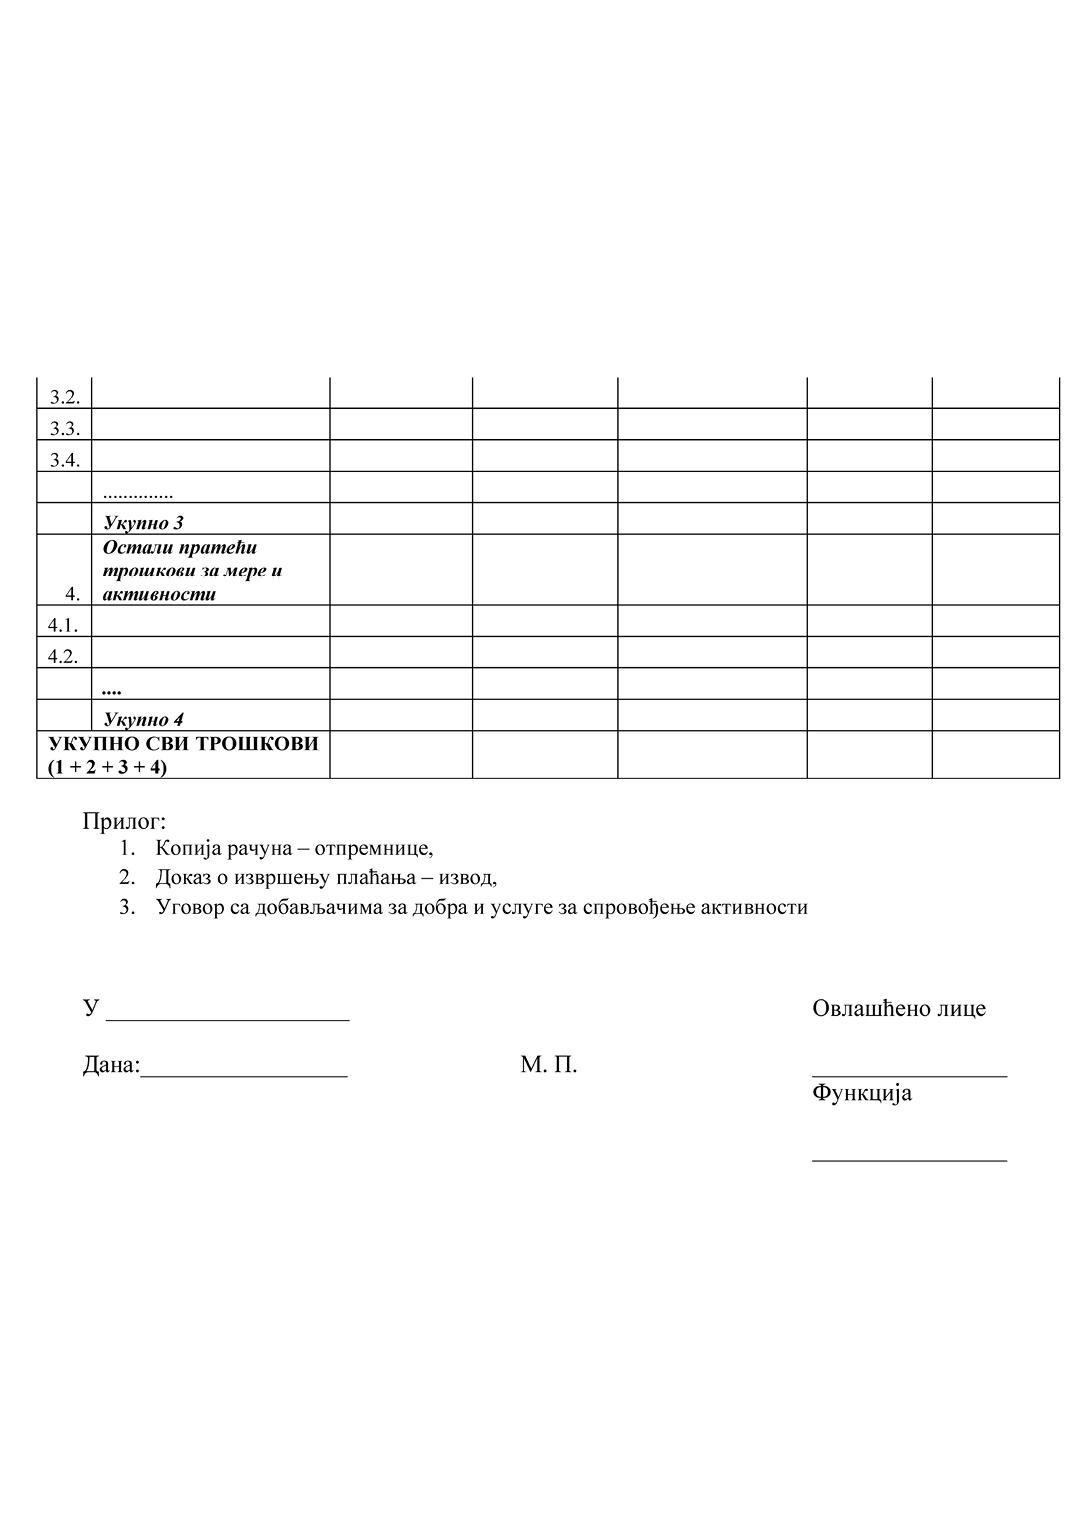 3.2.
3.3.
3.4.
..............
Укупно 3
Остали пратећи
трошкови за мере и
4. активности
4.1.
4.2.
....
Укупно 4
УКУПНО СВИ ТРОШКОВИ
(1 + 2 + 3 + 4)
Прилог:
1. Копија рачуна – отпремнице,
2. Доказ о извршењу плаћања – извод,
3. Уговор са добављачима за добра и услуге за спровођење активности
У ____________________ Овлашћено лице
Дана:_________________ М. П. ________________
Функција
________________